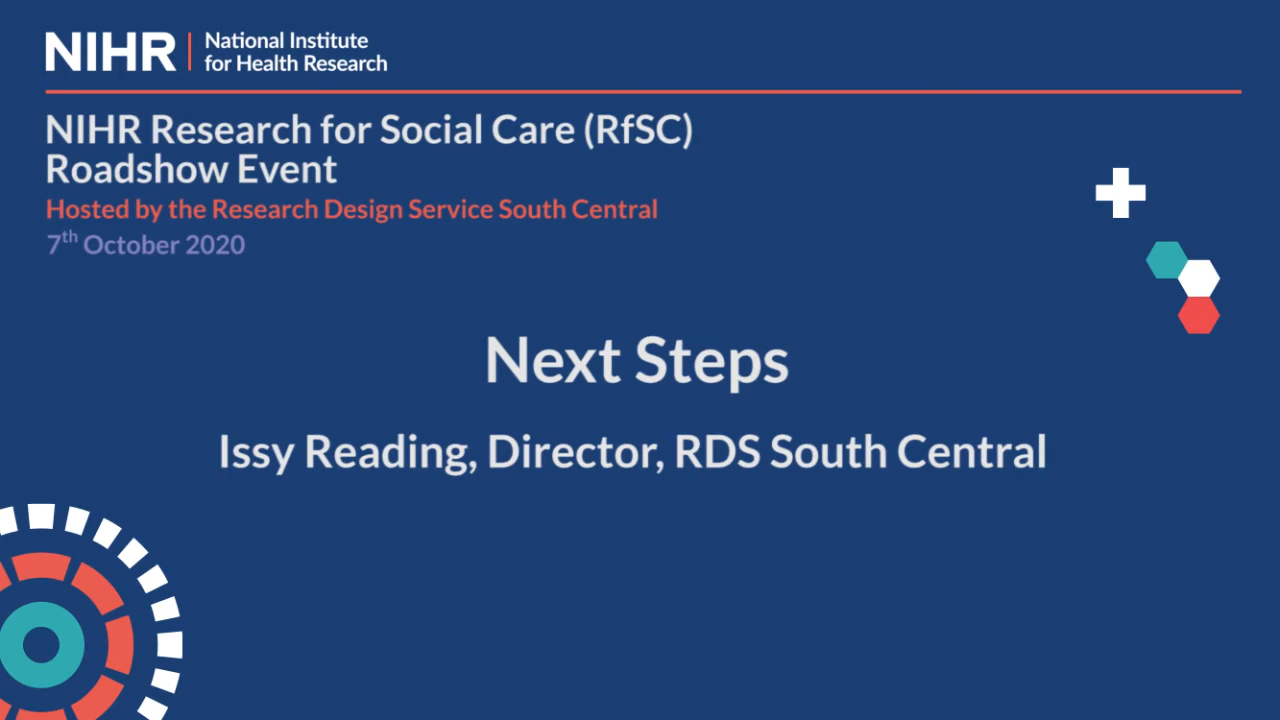 NIHR National Institute
for Health Research
NIHR Research for Social Care (RfSC)
Roadshow Event
Hosted by the Research Design Service South Central
7th October 2020
Next Steps
Issy Reading, Director, RDS South Central